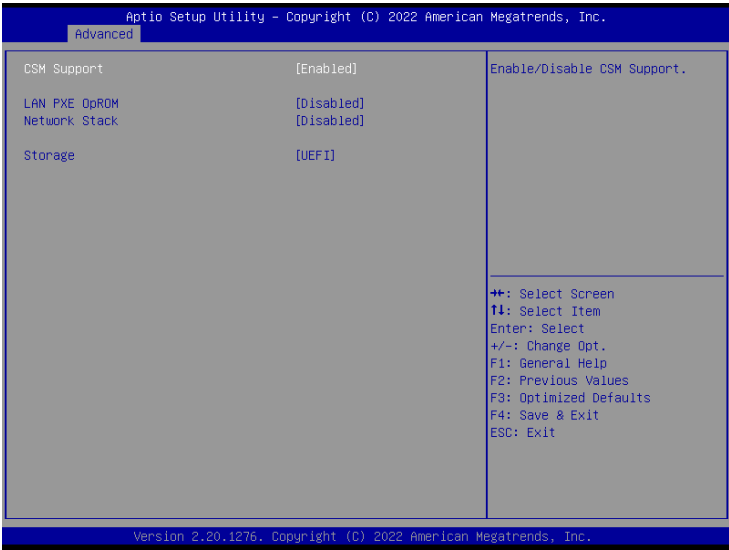 Aptio Setup Utility – Copyright (C) 2022 American Megatrends, Inc.
Advanced
CSM Support [Enabled]
LAN PXE OpROM [Disabled]
Network Stack [Disabled]
Storage [UEFI]
Enable/Disable CSM Support.
→←: Select Screen
↑↓: Select Item
Enter: Select
+/-: Change Opt.
F1: General Help
F2: Previous Values
F3: Optimized Defaults
F4: Save & Exit
ESC: Exit
Version 2.20.1276. Copyright (C) 2022 American Megatrends, Inc.